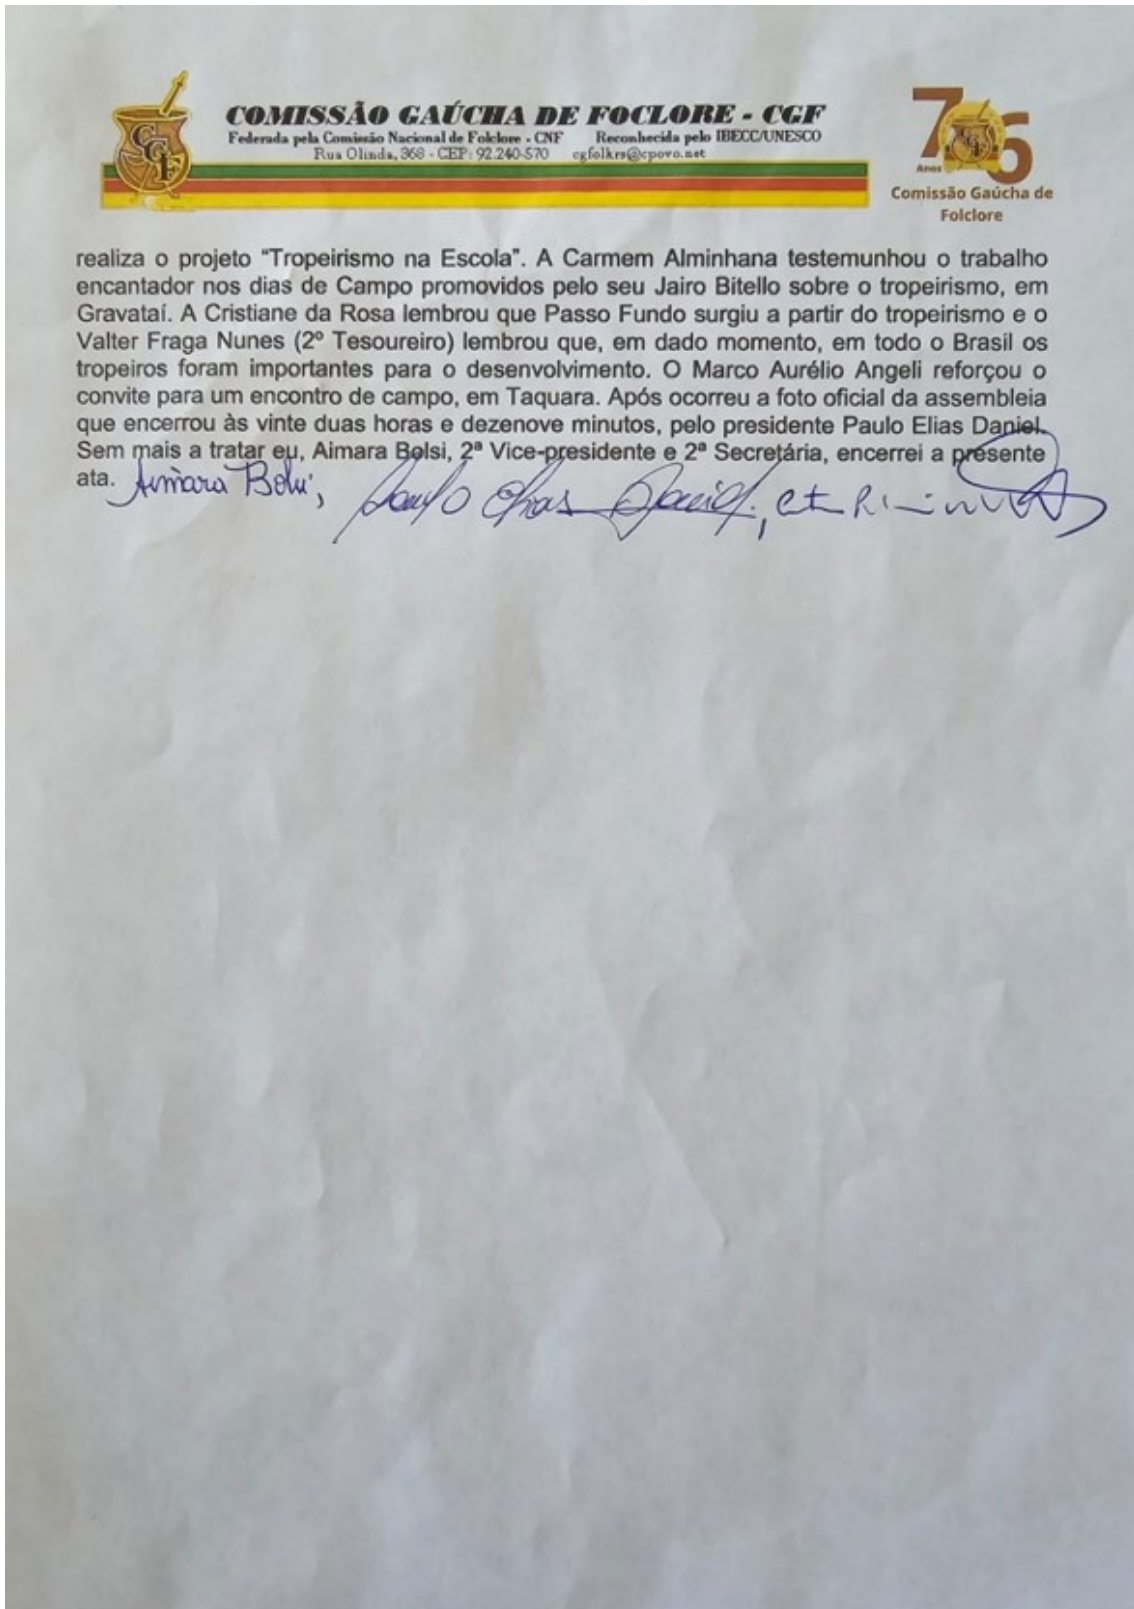 COMISSÃO GAÚCHA DE FOCLORE - CGF
Federada pela Comissão Nacional de Folclore - CNF Reconhecida pelo IBECC/UNESCO
Rua Olinda, 368 - CEP: 92.240-570 cgfolkrs@cpovo.net
CGF
76
Anos
Comissão Gaúcha de
Folclore
realiza o projeto “Tropeirismo na Escola”. A Carmem Alminhana testemunhou o trabalho
encantador nos dias de Campo promovidos pelo seu Jairo Bitello sobre o tropeirismo, em
Gravataí. A Cristiane da Rosa lembrou que Passo Fundo surgiu a partir do tropeirismo e o
Valter Fraga Nunes (2º Tesoureiro) lembrou que, em dado momento, em todo o Brasil os
tropeiros foram importantes para o desenvolvimento. O Marco Aurélio Angeli reforçou o
convite para um encontro de campo, em Taquara. Após ocorreu a foto oficial da assembleia
que encerrou às vinte duas horas e dezenove minutos, pelo presidente Paulo Elias Daniel.
Sem mais a tratar eu, Aimara Bolsi, 2ª Vice-presidente e 2ª Secretária, encerrei a presente
ata. Aimara Bolsi, Paulo Elias Daniel,